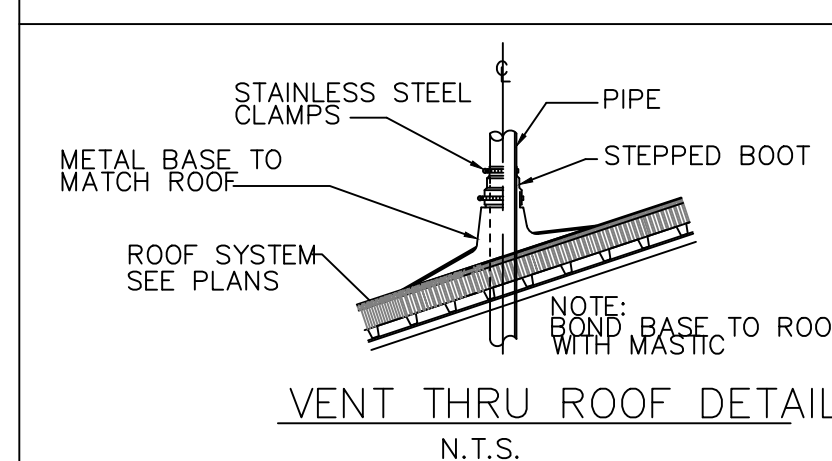 ℄
STAINLESS STEEL
CLAMPS
PIPE
METAL BASE TO
MATCH ROOF
STEPPED BOOT
ROOF SYSTEM
SEE PLANS
NOTE:
BOND BASE TO ROO
WITH MASTIC
VENT THRU ROOF DETAIL
N.T.S.